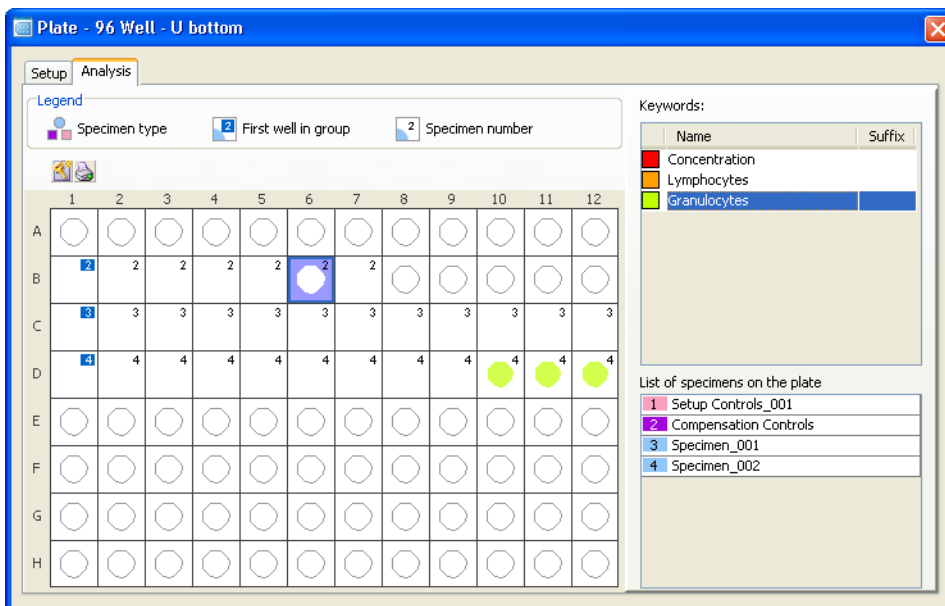 Plate - 96 Well - U bottom
Setup Analysis
Legend
Specimen type 2 First well in group 2 Specimen number
Keywords:
Name Suffix
Concentration
Lymphocytes
Granulocytes
1 2 3 4 5 6 7 8 9 10 11 12
A
B 2 2 2 2 2 2 2
C 3 3 3 3 3 3 3 3 3 3 3 3
D 4 4 4 4 4 4 4 4 4 4 4 4
E
F
G
H
List of specimens on the plate
1 Setup Controls_001
2 Compensation Controls
3 Specimen_001
4 Specimen_002